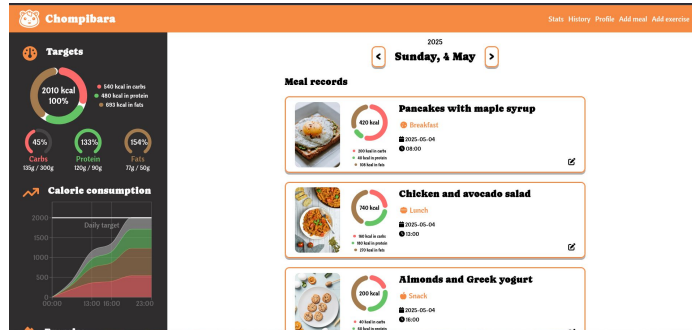 Chompibara
Stats History Profile Add meal Add exercise
Targets
2010 kcal
100%
540 kcal in carbs
480 kcal in protein
693 kcal in fats
45%
133%
154%
Carbs
Protein
Fats
135g / 300g
120g / 90g
77g / 50g
Calorie consumption
Daily target
2000
1500
1000
500
0
00:00
13:00 16:00
23:00
2025
< Sunday, 4 May >
Meal records
420 kcal
200 kcal in carbs
40 kcal in protein
108 kcal in fats
Pancakes with maple syrup
Breakfast
2025-05-04
08:00
740 kcal
160 kcal in carbs
180 kcal in protein
270 kcal in fats
Chicken and avocado salad
Lunch
2025-05-04
13:00
200 kcal
40 kcal in carbs
Almonds and Greek yogurt
Snack
2025-05-04
16:00